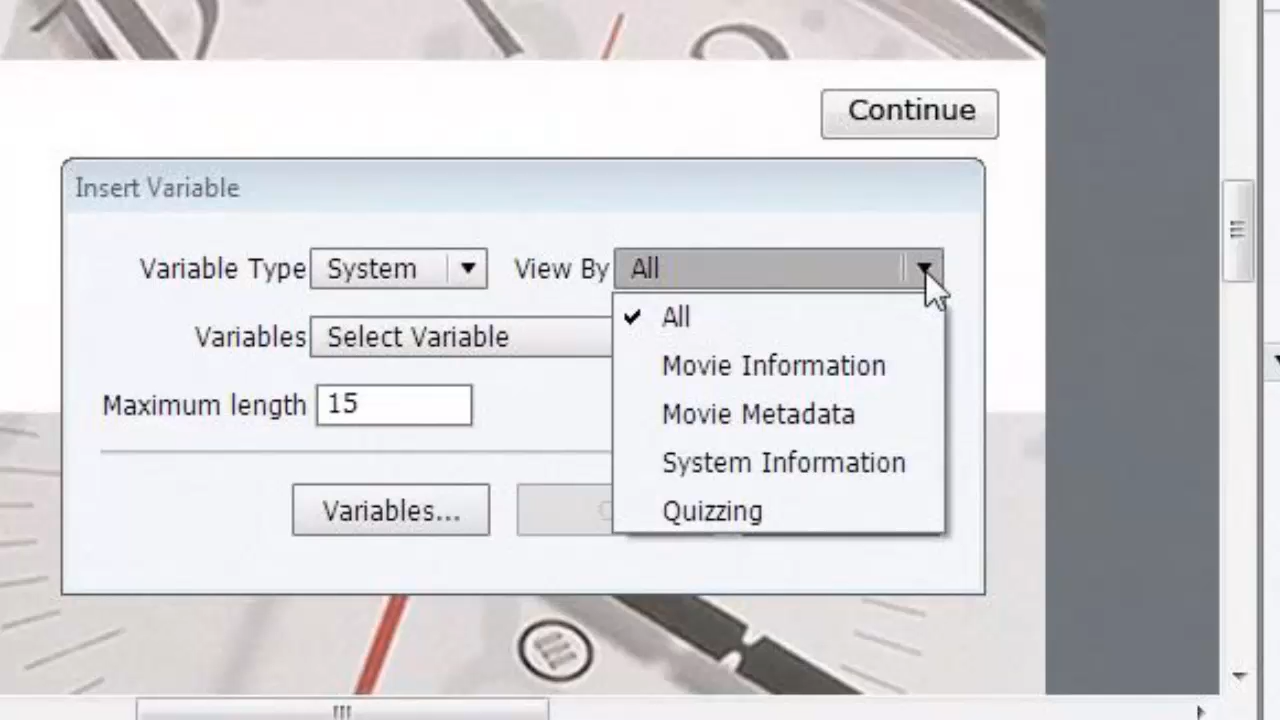 Continue
Insert Variable
Variable Type System View By All
All
Variables Select Variable
Movie Information
Maximum length 15
Movie Metadata
System Information
Variables...
Quizzing